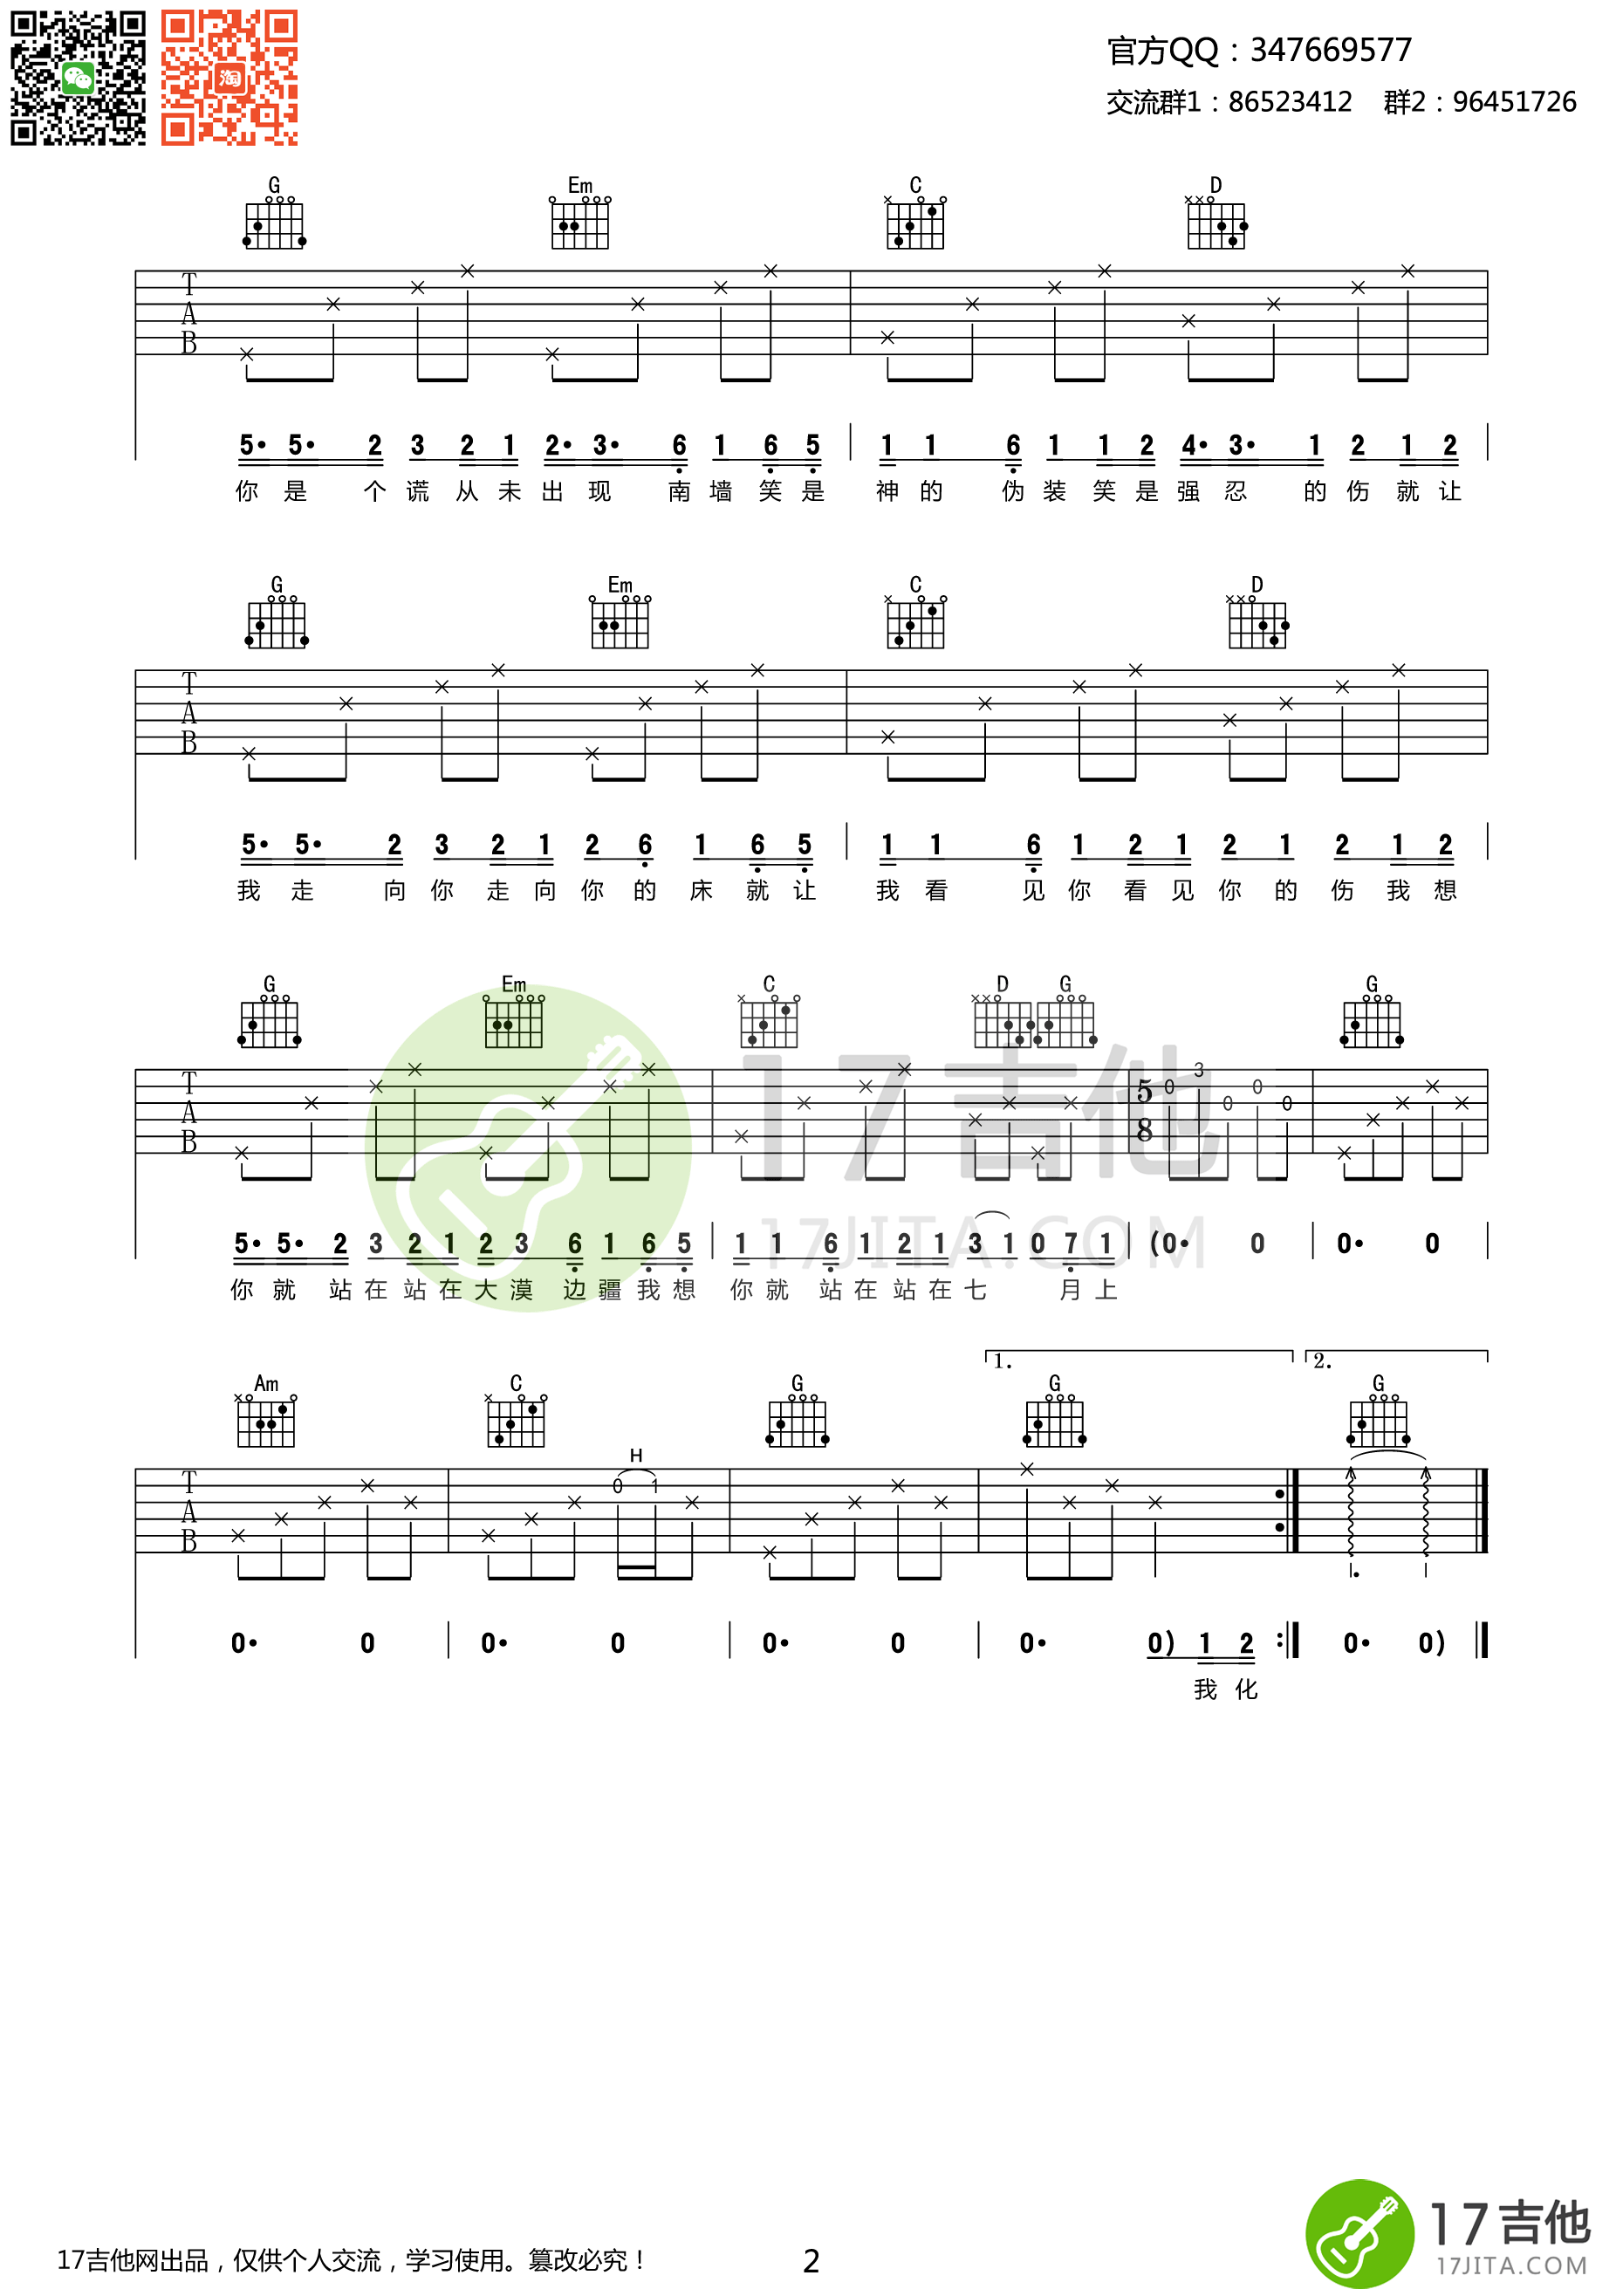 官方QQ：347669577
交流群1：86523412 群2：96451726
G Em C D
T
A
B
5• 5• 2 3 2 1 2• 3• 6 1 6 5 1 1 6 1 1 2 4• 3• 1 2 1 2
你 是 个 谎 从 未 出 现 南 墙 笑 是 神 的 伪 装 笑 是 强 忍 的 伤 就 让
G Em C D
T
A
B
5• 5• 2 3 2 1 2 6 1 6 5 1 1 6 1 2 1 2 1 2 1 2
我 走 向 你 走 向 你 的 床 就 让 我 看 见 你 看 见 你 的 伤 我 想
G Em C D G G
T
A
B
5
8
0 3 0 0 0
5• 5• 2 3 2 1 2 3 6 1 6 5 1 1 6 1 2 1 3 1 0 7 1 (0• 0 0• 0
你 就 站 在 站 在 大 漠 边 疆 我 想 你 就 站 在 站 在 七 月 上
17吉他
17JITA.COM
1. 2.
Am C G G G
H
T
A
B
0 1
0• 0 0• 0 0• 0 0• 0) 1 2 0• 0)
我 化
17吉他网出品，仅供个人交流，学习使用。篡改必究！
2
17吉他
17JITA.COM